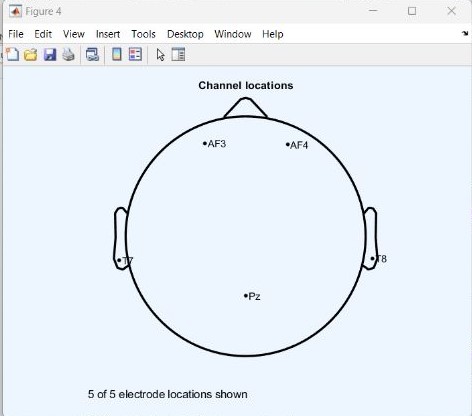 Figure 4
File Edit View Insert Tools Desktop Window Help
Channel locations
AF3 AF4
T7 T8
Pz
5 of 5 electrode locations shown